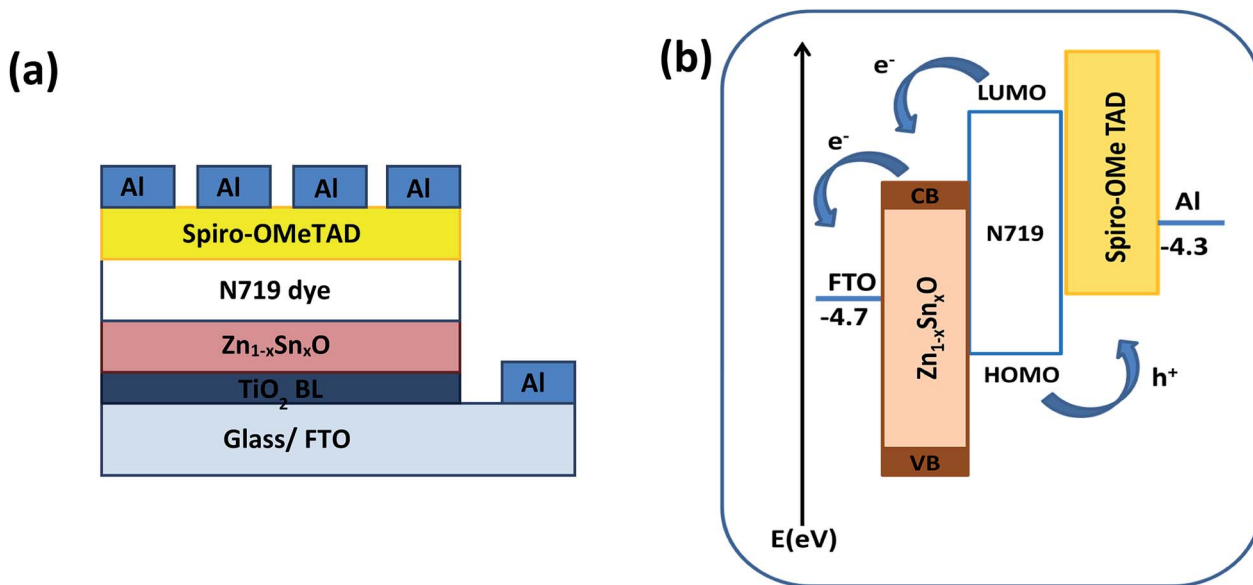 (a)
Al Al Al Al
Spiro-OMeTAD
N719 dye
Zn₁₋ₓSnₓO
TiO₂ BL
Al
Glass/ FTO
(b)
e⁻
LUMO
e⁻
CB
N719
Spiro-OMe TAD
Al
-4.3
FTO
-4.7
Zn₁₋ₓSnₓO
HOMO
h⁺
VB
E(eV)